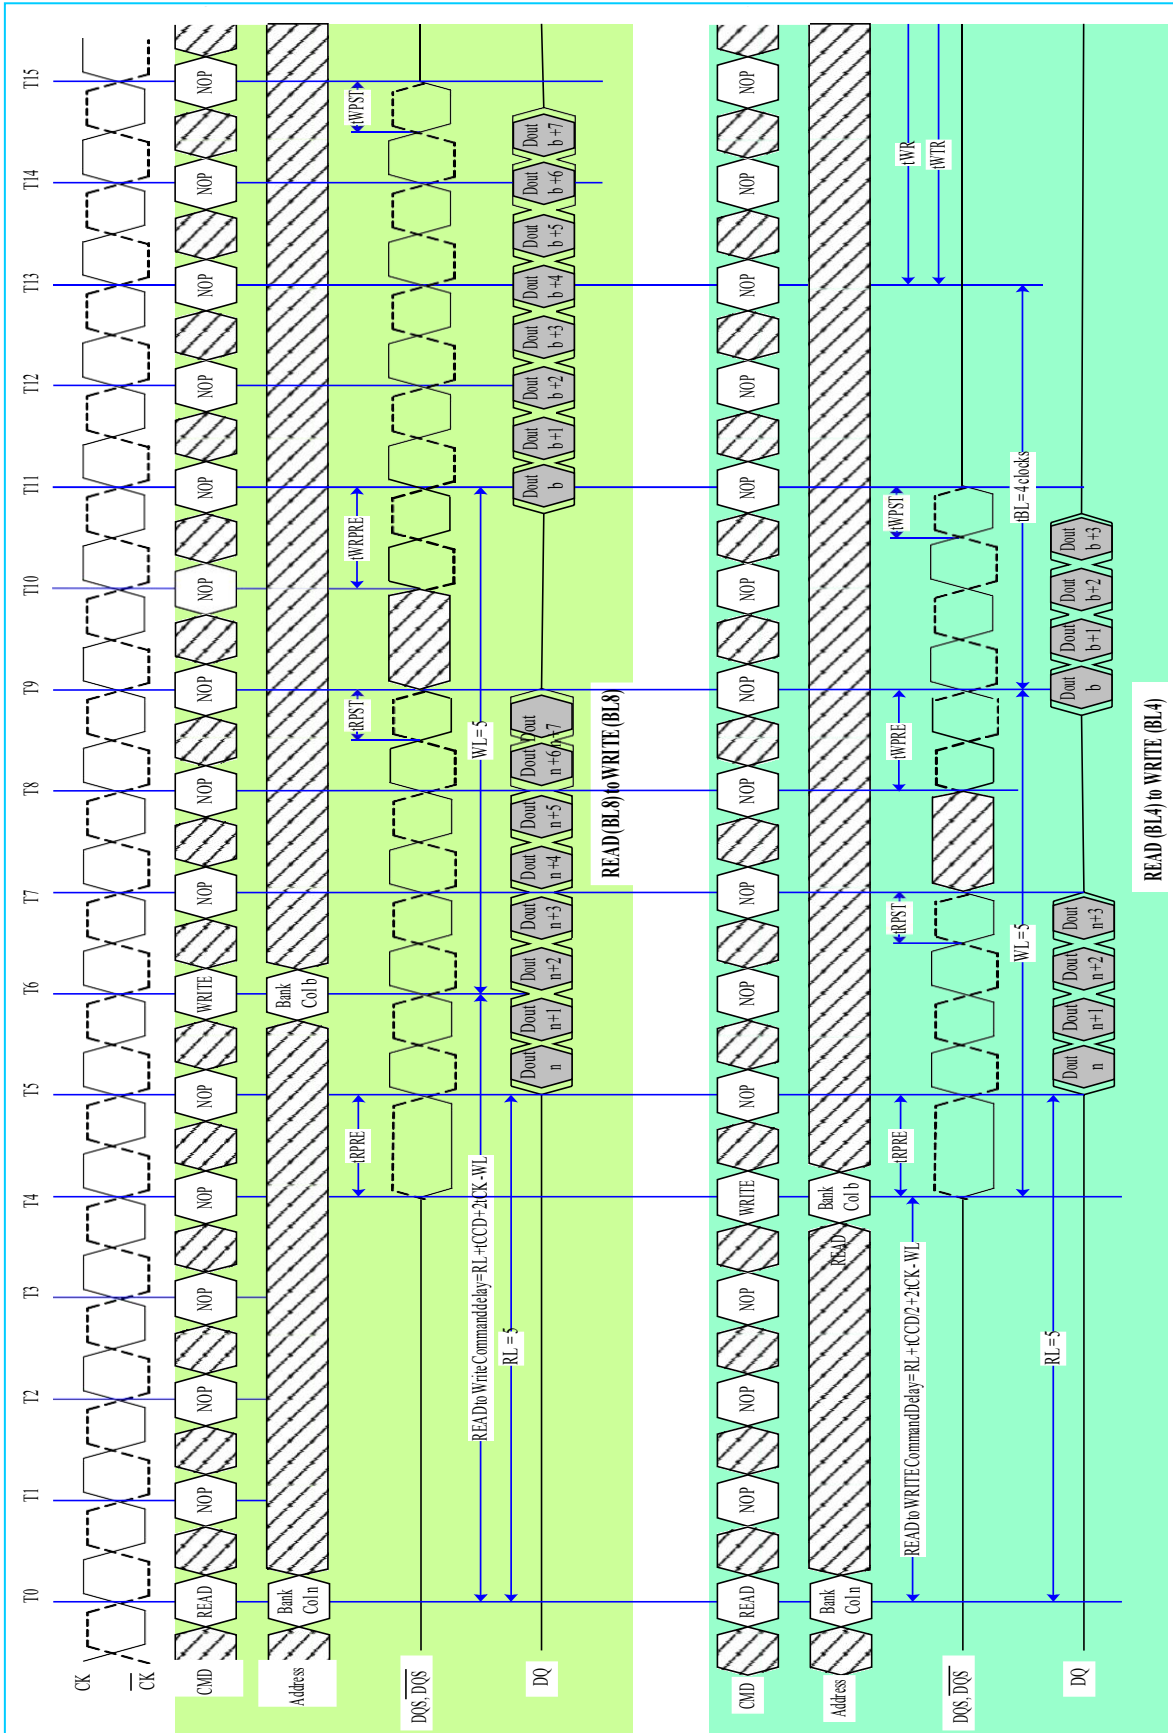 T0 T1 T2 T3 T4 T5 T6 T7 T8 T9 T10 T11 T12 T13 T14 T15
CK
CK
CMD READ NOP NOP NOP NOP NOP WRITE NOP NOP NOP NOP NOP NOP NOP NOP NOP
Address Bank Bank
Col n Col b
tRPRE tRPST tWRPRE tWPST
DQS, DQS
READ to Write Command delay = RL + tCCD + 2tCK - WL WL = 5
RL = 5
DQ Dout Dout Dout Dout Dout Dout Dout Dout Dout Dout Dout Dout Dout Dout Dout
n n+1 n+2 n+3 n+4 n+5 n+6 n+7 b b+1 b+2 b+3 b+4 b+5 b+6 b+7
READ (BL8) to WRITE (BL8)
CMD READ NOP NOP NOP WRITE NOP NOP NOP NOP NOP NOP NOP NOP NOP NOP NOP
Address Bank Bank
Col n READ Col b
tRPRE tRPST tWPRE tWPST tWR
READ to WRITE Command Delay = RL + tCCD/2 + 2tCK - WL
tWTR
DQS, DQS
WL = 5 tBL = 4 clocks
RL = 5
DQ Dout Dout Dout Dout Dout Dout Dout Dout
n n+1 n+2 n+3 b b+1 b+2 b+3
READ (BL4) to WRITE (BL4)